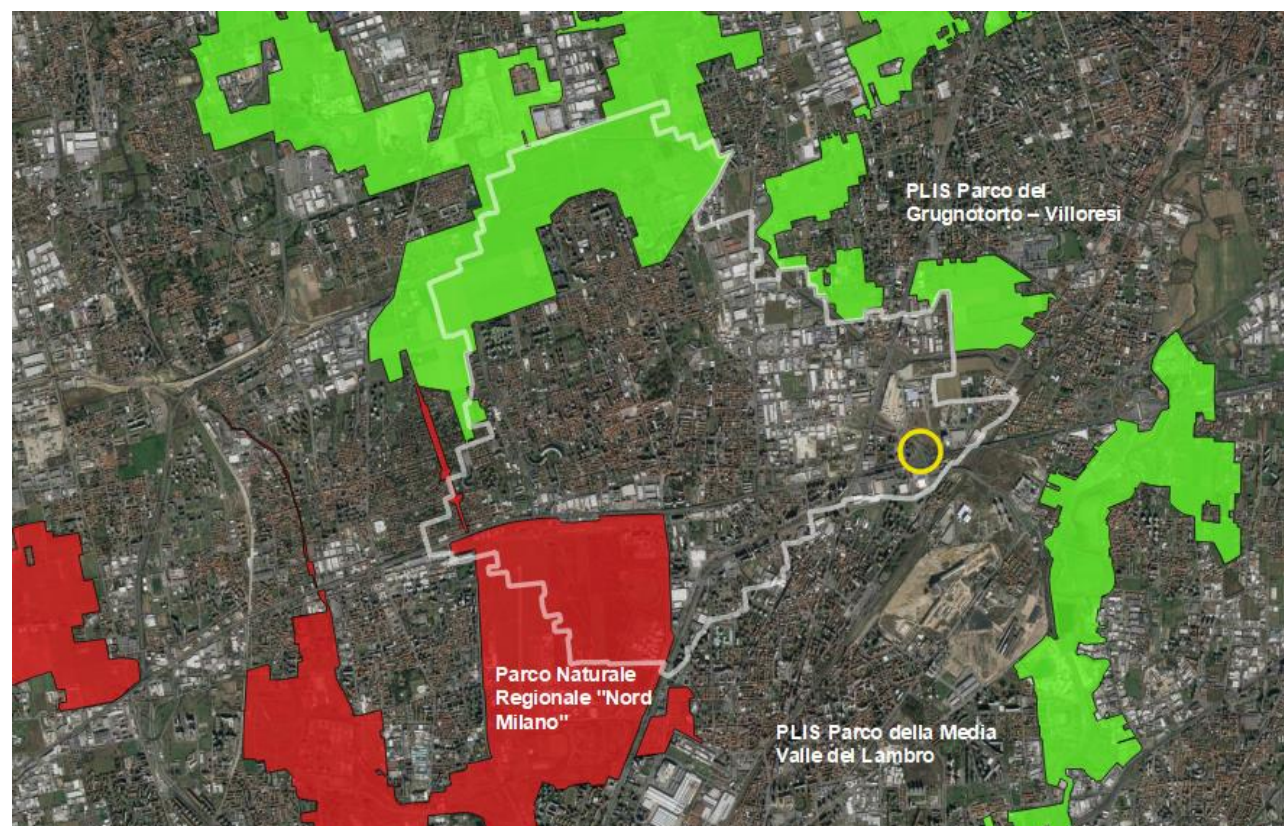 PLIS Parco del
Grugnotorto – Villoresi
Parco Naturale
Regionale "Nord
Milano"
PLIS Parco della Media
Valle del Lambro